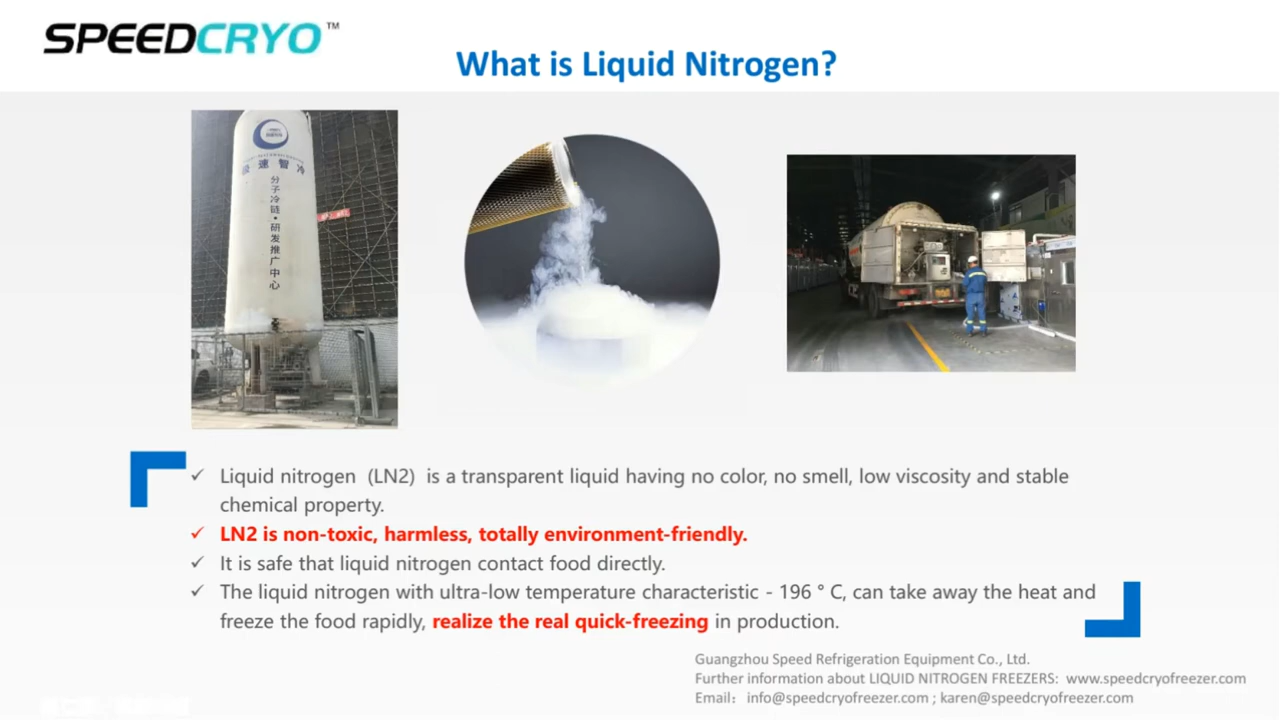 SPEEDCRYO™
What is Liquid Nitrogen?
速智冷
分子冷链•研发推广中心
✓ Liquid nitrogen (LN2) is a transparent liquid having no color, no smell, low viscosity and stable
chemical property.
✓ LN2 is non-toxic, harmless, totally environment-friendly.
✓ It is safe that liquid nitrogen contact food directly.
✓ The liquid nitrogen with ultra-low temperature characteristic - 196 ° C, can take away the heat and
freeze the food rapidly, realize the real quick-freezing in production.
Guangzhou Speed Refrigeration Equipment Co., Ltd.
Further information about LIQUID NITROGEN FREEZERS: www.speedcryofreezer.com
Email： info@speedcryofreezer.com ; karen@speedcryofreezer.com